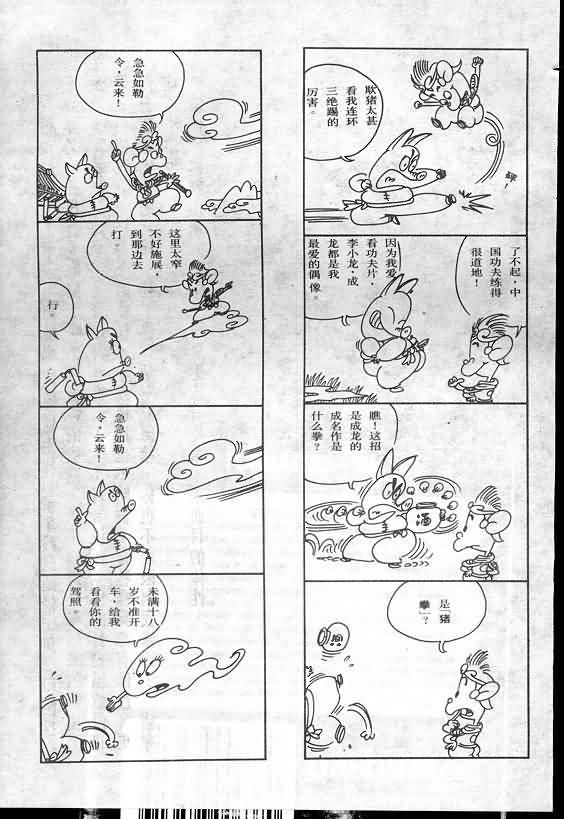 欺猪太甚
看我连环
三绝踢的
厉害。
砰！
了不起，中
国功夫练得
很道地！
因为我爱
看功夫片，
李小龙，成
龙都是我
最爱的偶像。
瞧！这招
是成龙的
成名作是
什么拳？
酒
是「猪
拳」？
酒
急急如勒
令，云来！
这里太窄
不好施展，
到那边去
打。
行。
急急如勒
令，云来！
未满十八
岁不准开
车，给我
看看你的
驾照。